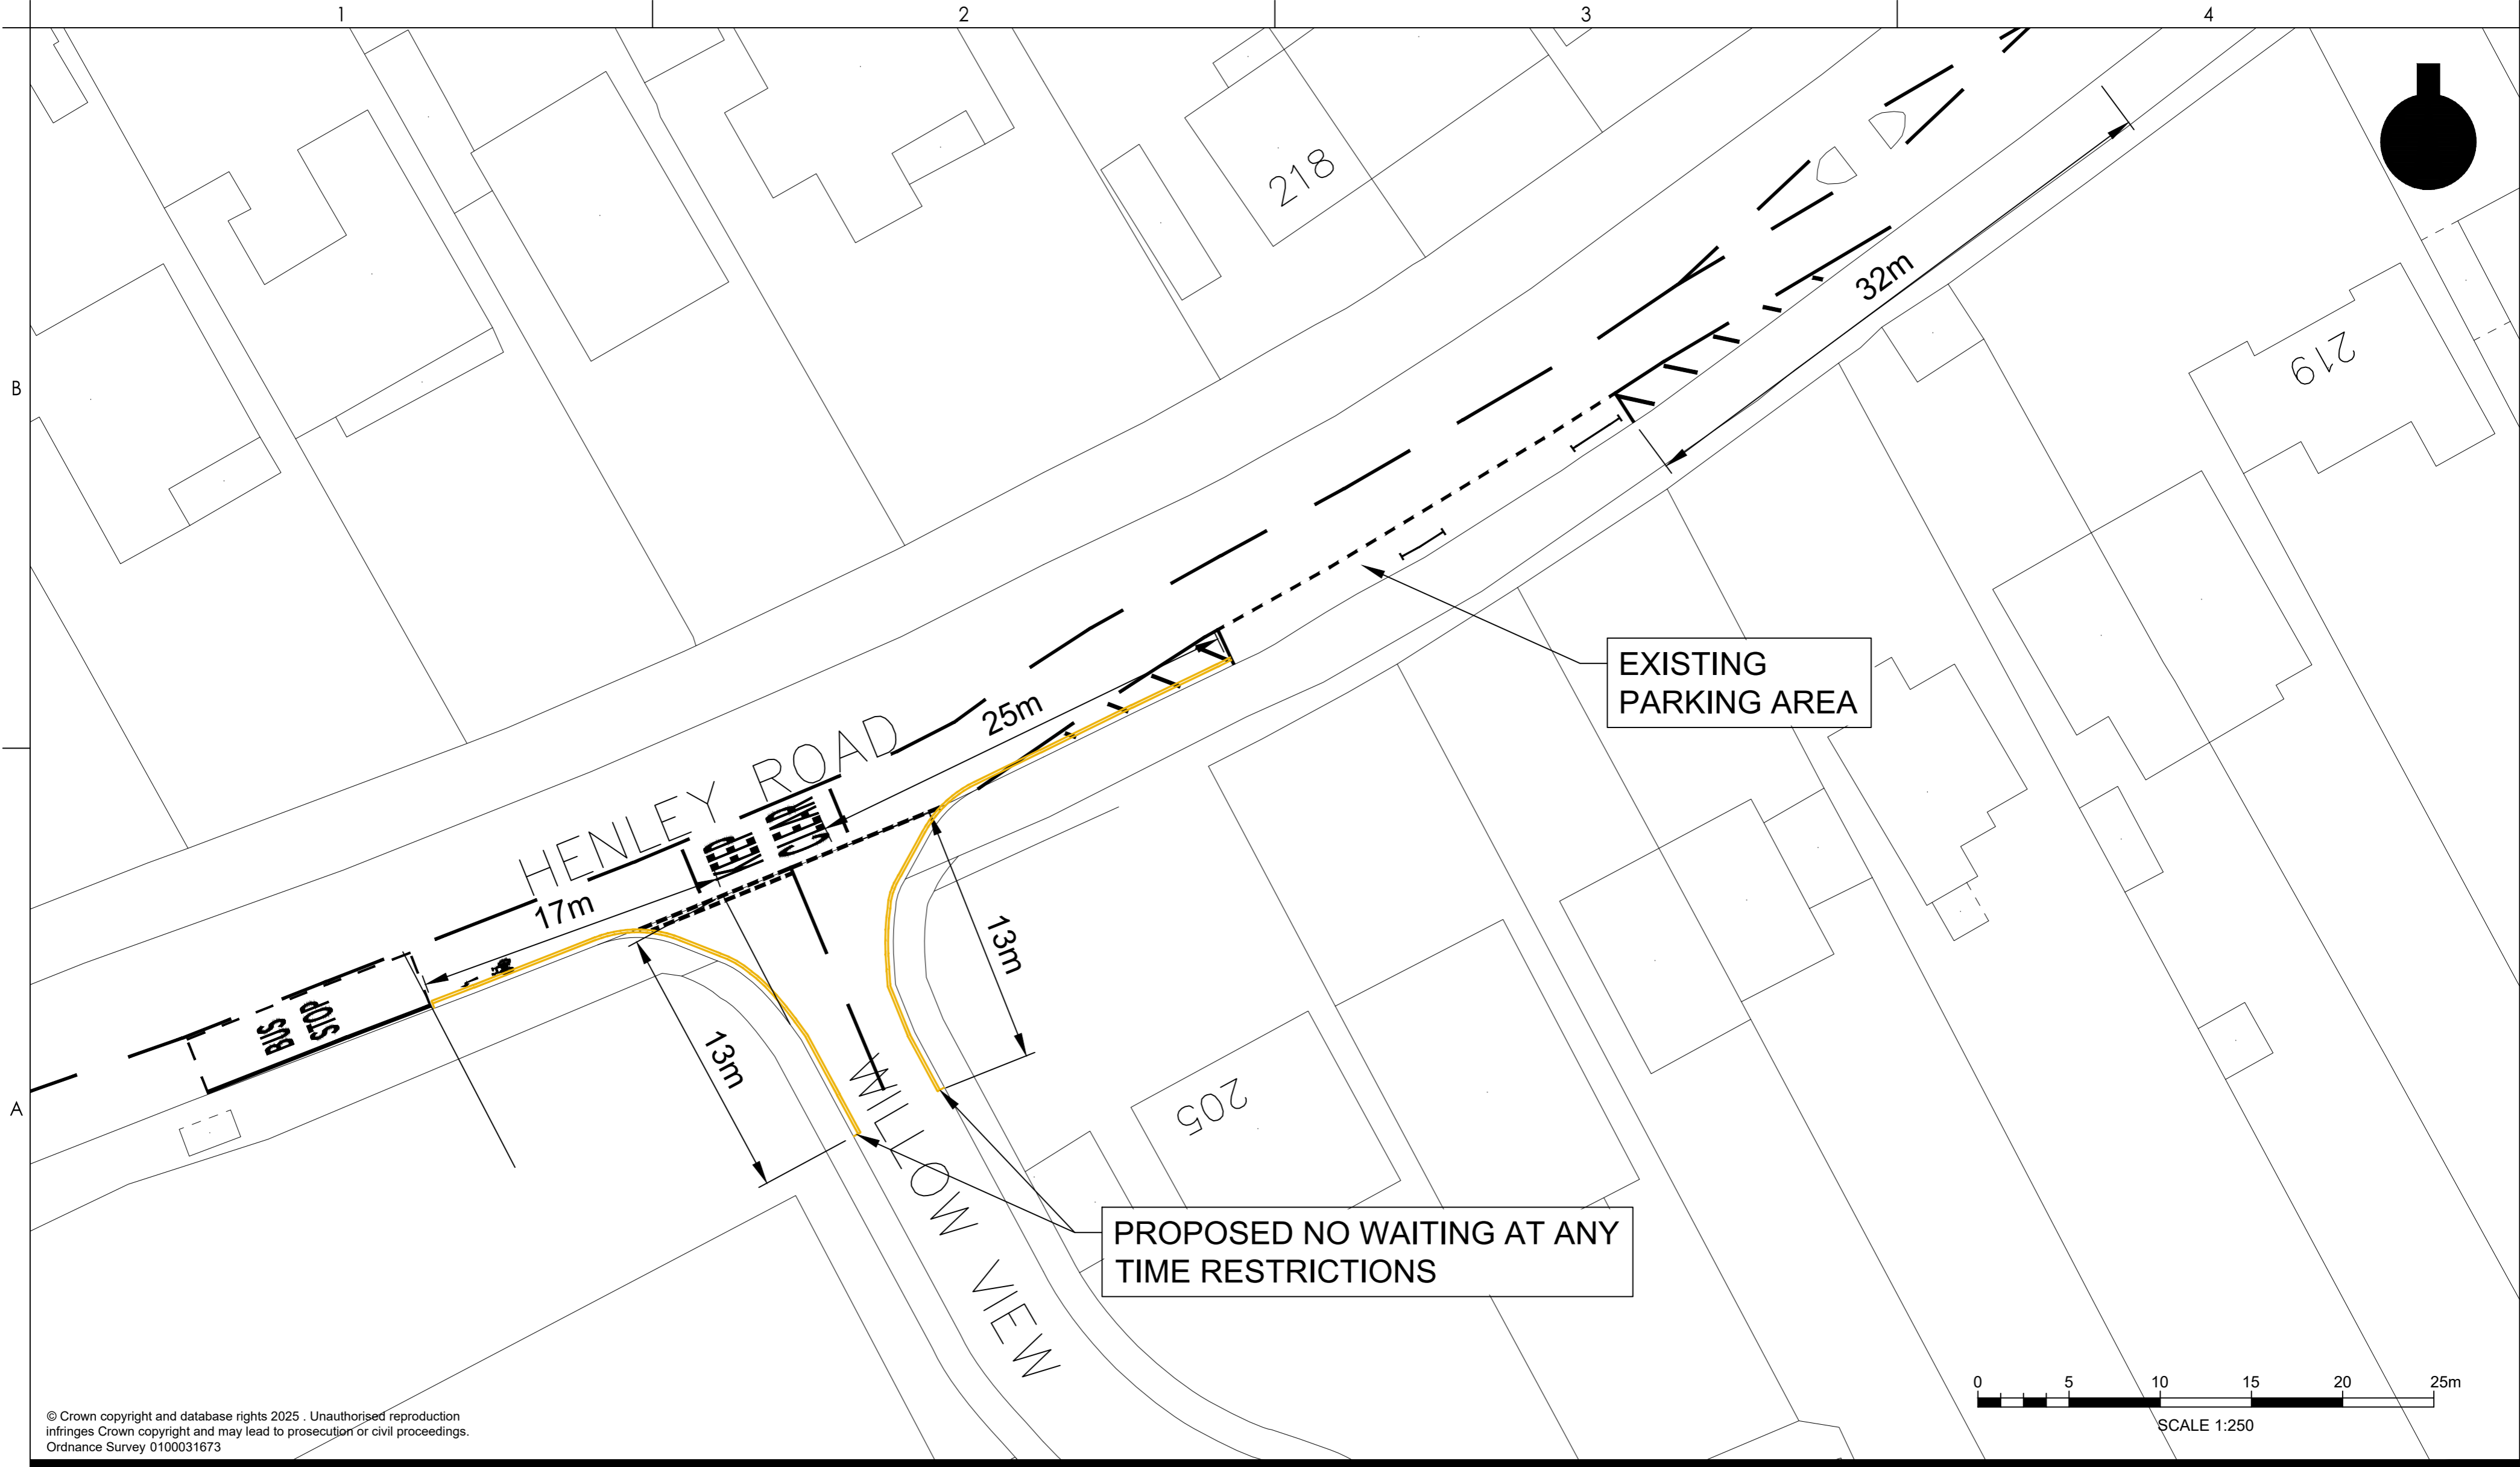 1
2
3
4
B
A
218
32m
219
EXISTING
PARKING AREA
25m
HENLEY ROAD
KEEP
CLEAR
17m
13m
BUS
STOP
13m
WILLOW VIEW
205
PROPOSED NO WAITING AT ANY
TIME RESTRICTIONS
0 5 10 15 20 25m
SCALE 1:250
© Crown copyright and database rights 2025 . Unauthorised reproduction
infringes Crown copyright and may lead to prosecution or civil proceedings.
Ordnance Survey 0100031673